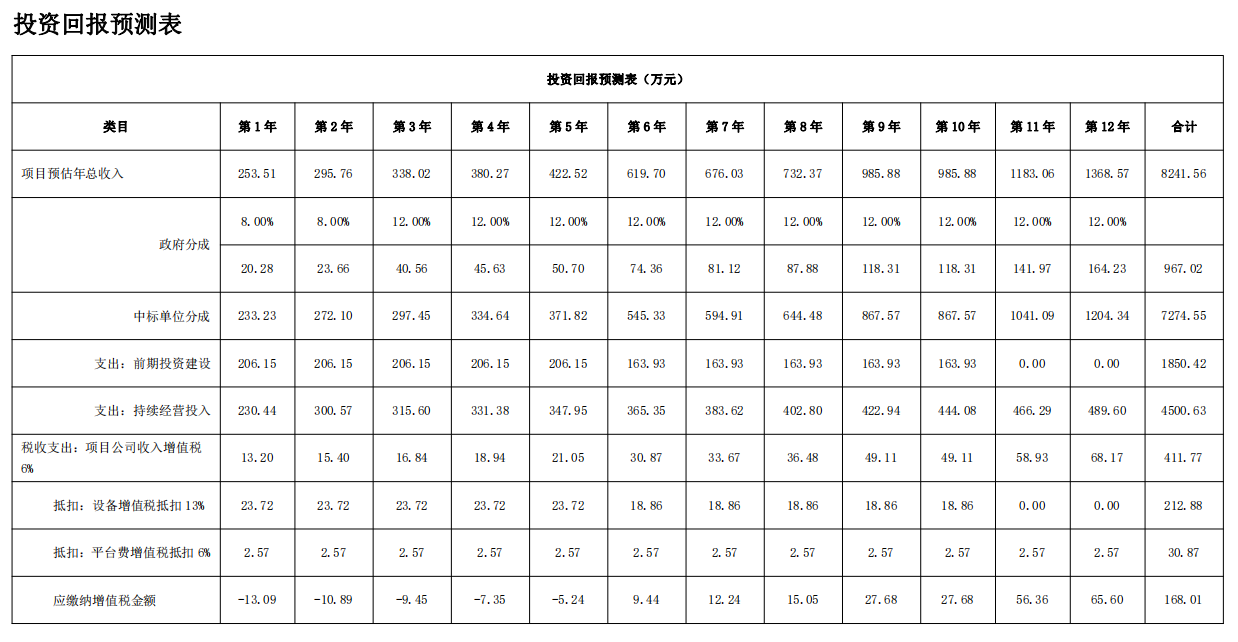 投资回报预测表
投资回报预测表（万元）
类目 第1年 第2年 第3年 第4年 第5年 第6年 第7年 第8年 第9年 第10年 第11年 第12年 合计
项目预估年总收入 253.51 295.76 338.02 380.27 422.52 619.70 676.03 732.37 985.88 985.88 1183.06 1368.57 8241.56
政府分成 8.00% 8.00% 12.00% 12.00% 12.00% 12.00% 12.00% 12.00% 12.00% 12.00% 12.00% 12.00%
20.28 23.66 40.56 45.63 50.70 74.36 81.12 87.88 118.31 118.31 141.97 164.23 967.02
中标单位分成 233.23 272.10 297.45 334.64 371.82 545.33 594.91 644.48 867.57 867.57 1041.09 1204.34 7274.55
支出：前期投资建设 206.15 206.15 206.15 206.15 206.15 163.93 163.93 163.93 163.93 163.93 0.00 0.00 1850.42
支出：持续经营投入 230.44 300.57 315.60 331.38 347.95 365.35 383.62 402.80 422.94 444.08 466.29 489.60 4500.63
税收支出：项目公司收入增值税
6% 13.20 15.40 16.84 18.94 21.05 30.87 33.67 36.48 49.11 49.11 58.93 68.17 411.77
抵扣：设备增值税抵扣13% 23.72 23.72 23.72 23.72 23.72 18.86 18.86 18.86 18.86 18.86 0.00 0.00 212.88
抵扣：平台费增值税抵扣6% 2.57 2.57 2.57 2.57 2.57 2.57 2.57 2.57 2.57 2.57 2.57 2.57 30.87
应缴纳增值税金额 -13.09 -10.89 -9.45 -7.35 -5.24 9.44 12.24 15.05 27.68 27.68 56.36 65.60 168.01